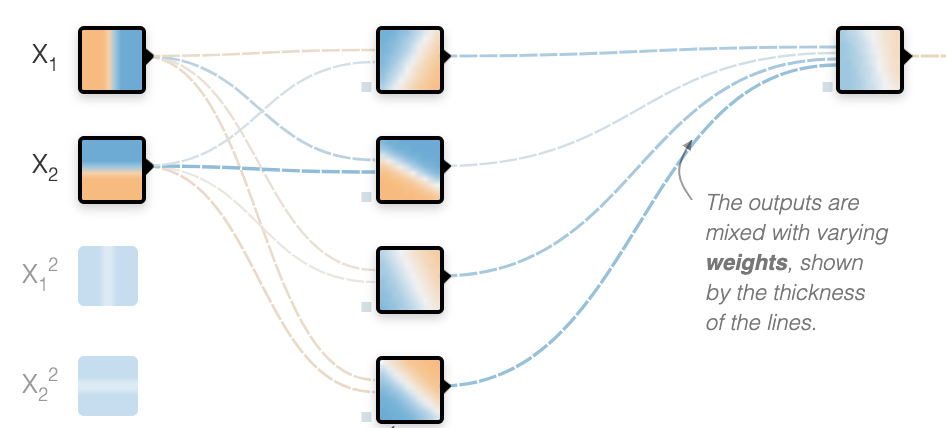 X₁
X₂
X₁²
X₂²
The outputs are
mixed with varying
weights, shown
by the thickness
of the lines.